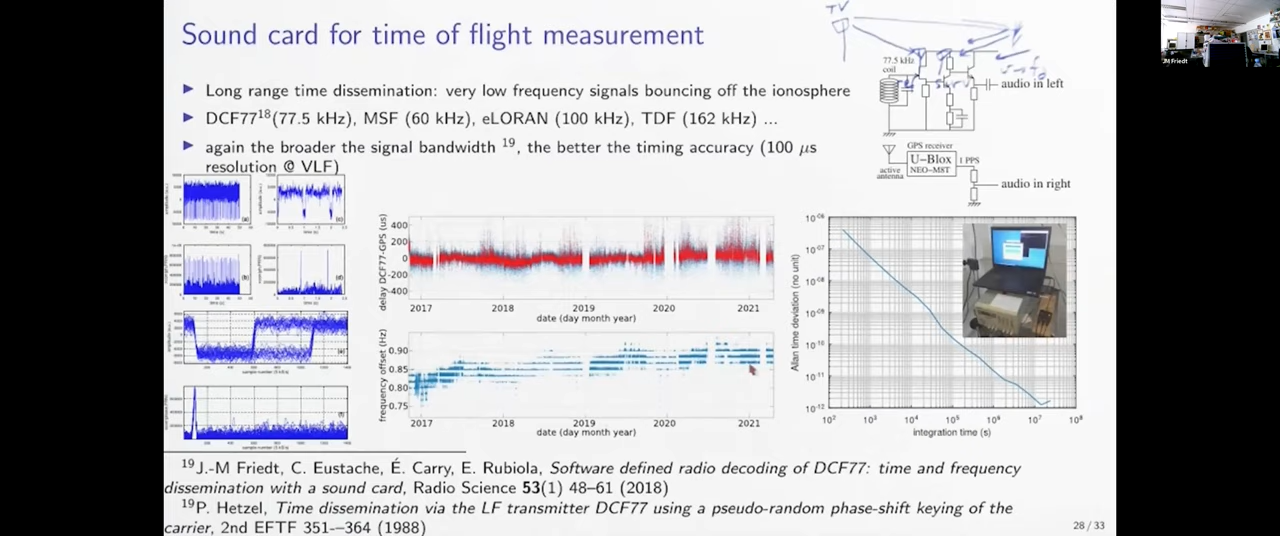 Sound card for time of flight measurement
Long range time dissemination: very low frequency signals bouncing off the ionosphere
DCF77¹⁸(77.5 kHz), MSF (60 kHz), eLORAN (100 kHz), TDF (162 kHz) ...
again the broader the signal bandwidth ¹⁹, the better the timing accuracy (100 μs
resolution @ VLF)
TV
77.5 kHz
coil
audio in left
GPS receiver
U-Blox
NEO-M8T
1 PPS
active
antenna
audio in right
JM Friedt
(a)
(c)
(b)
(d)
(e)
(f)
delay DCF77-GPS (us)
400
200
0
-200
-400
2017 2018 2019 2020 2021
date (day month year)
frequency offset (Hz)
0.90
0.85
0.80
0.75
2017 2018 2019 2020 2021
date (day month year)
Allan time deviation (no unit)
10⁻⁰⁶
10⁻⁰⁷
10⁻⁰⁸
10⁻⁰⁹
10⁻¹⁰
10⁻¹¹
10⁻¹²
10² 10³ 10⁴ 10⁵ 10⁶ 10⁷ 10⁸
integration time (s)
¹⁹J.-M Friedt, C. Eustache, É. Carry, E. Rubiola, Software defined radio decoding of DCF77: time and frequency
dissemination with a sound card, Radio Science 53(1) 48–61 (2018)
¹⁹P. Hetzel, Time dissemination via the LF transmitter DCF77 using a pseudo-random phase-shift keying of the
carrier, 2nd EFTF 351-–364 (1988)
28 / 33